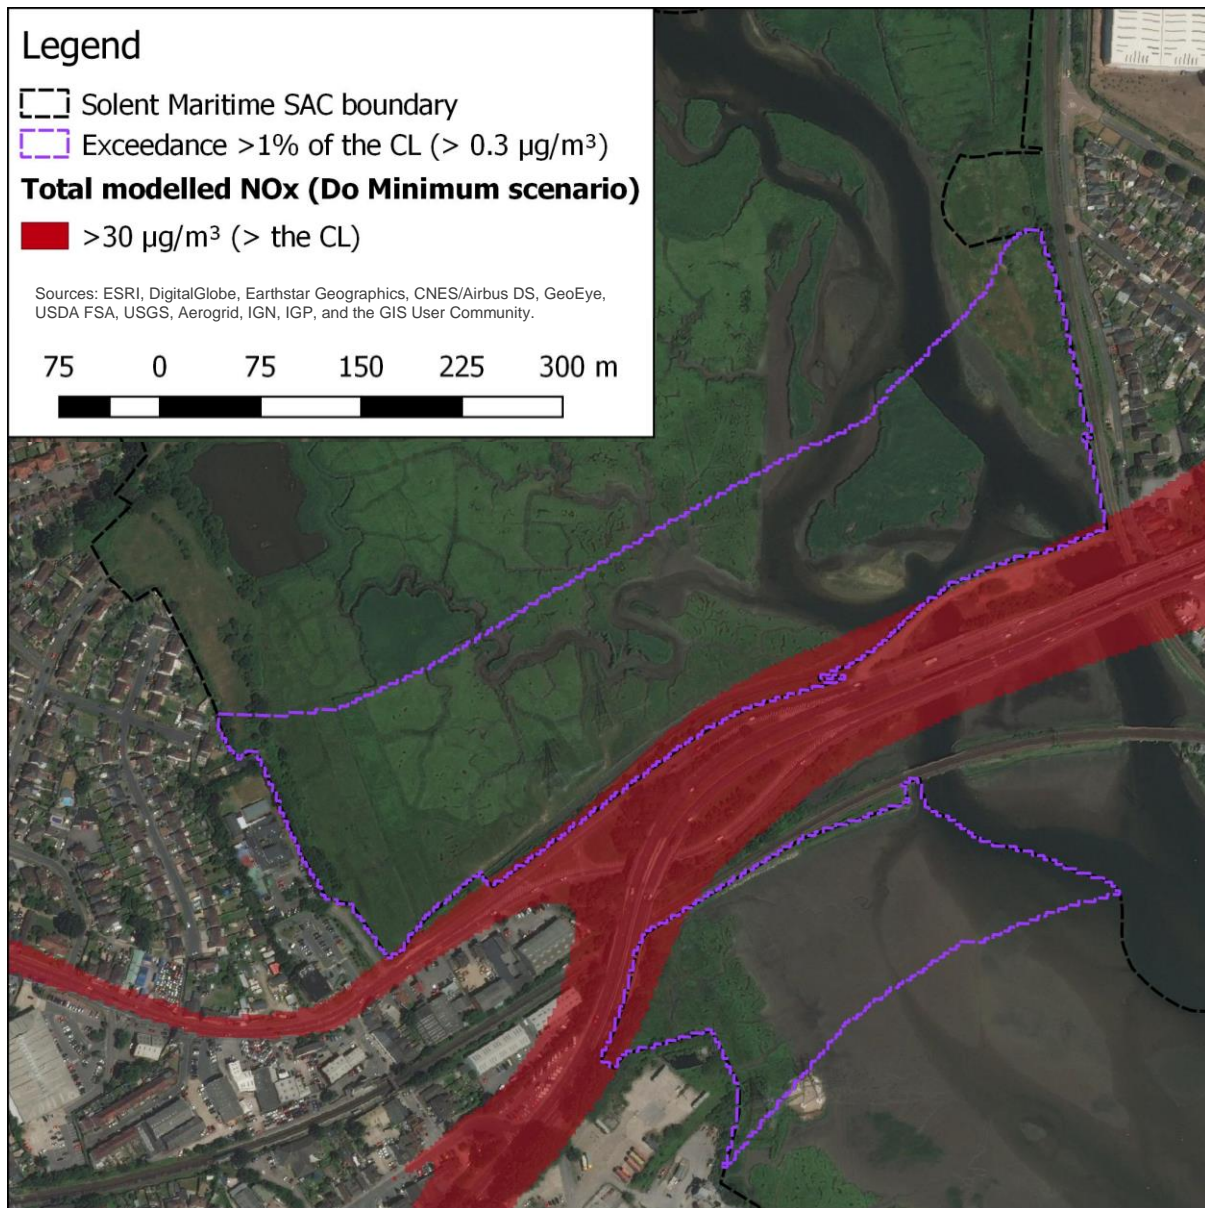 Legend
Solent Maritime SAC boundary
Exceedance >1% of the CL (> 0.3 µg/m³)
Total modelled NOx (Do Minimum scenario)
>30 µg/m³ (> the CL)
Sources: ESRI, DigitalGlobe, Earthstar Geographics, CNES/Airbus DS, GeoEye,
USDA FSA, USGS, Aerogrid, IGN, IGP, and the GIS User Community.
75 0 75 150 225 300 m